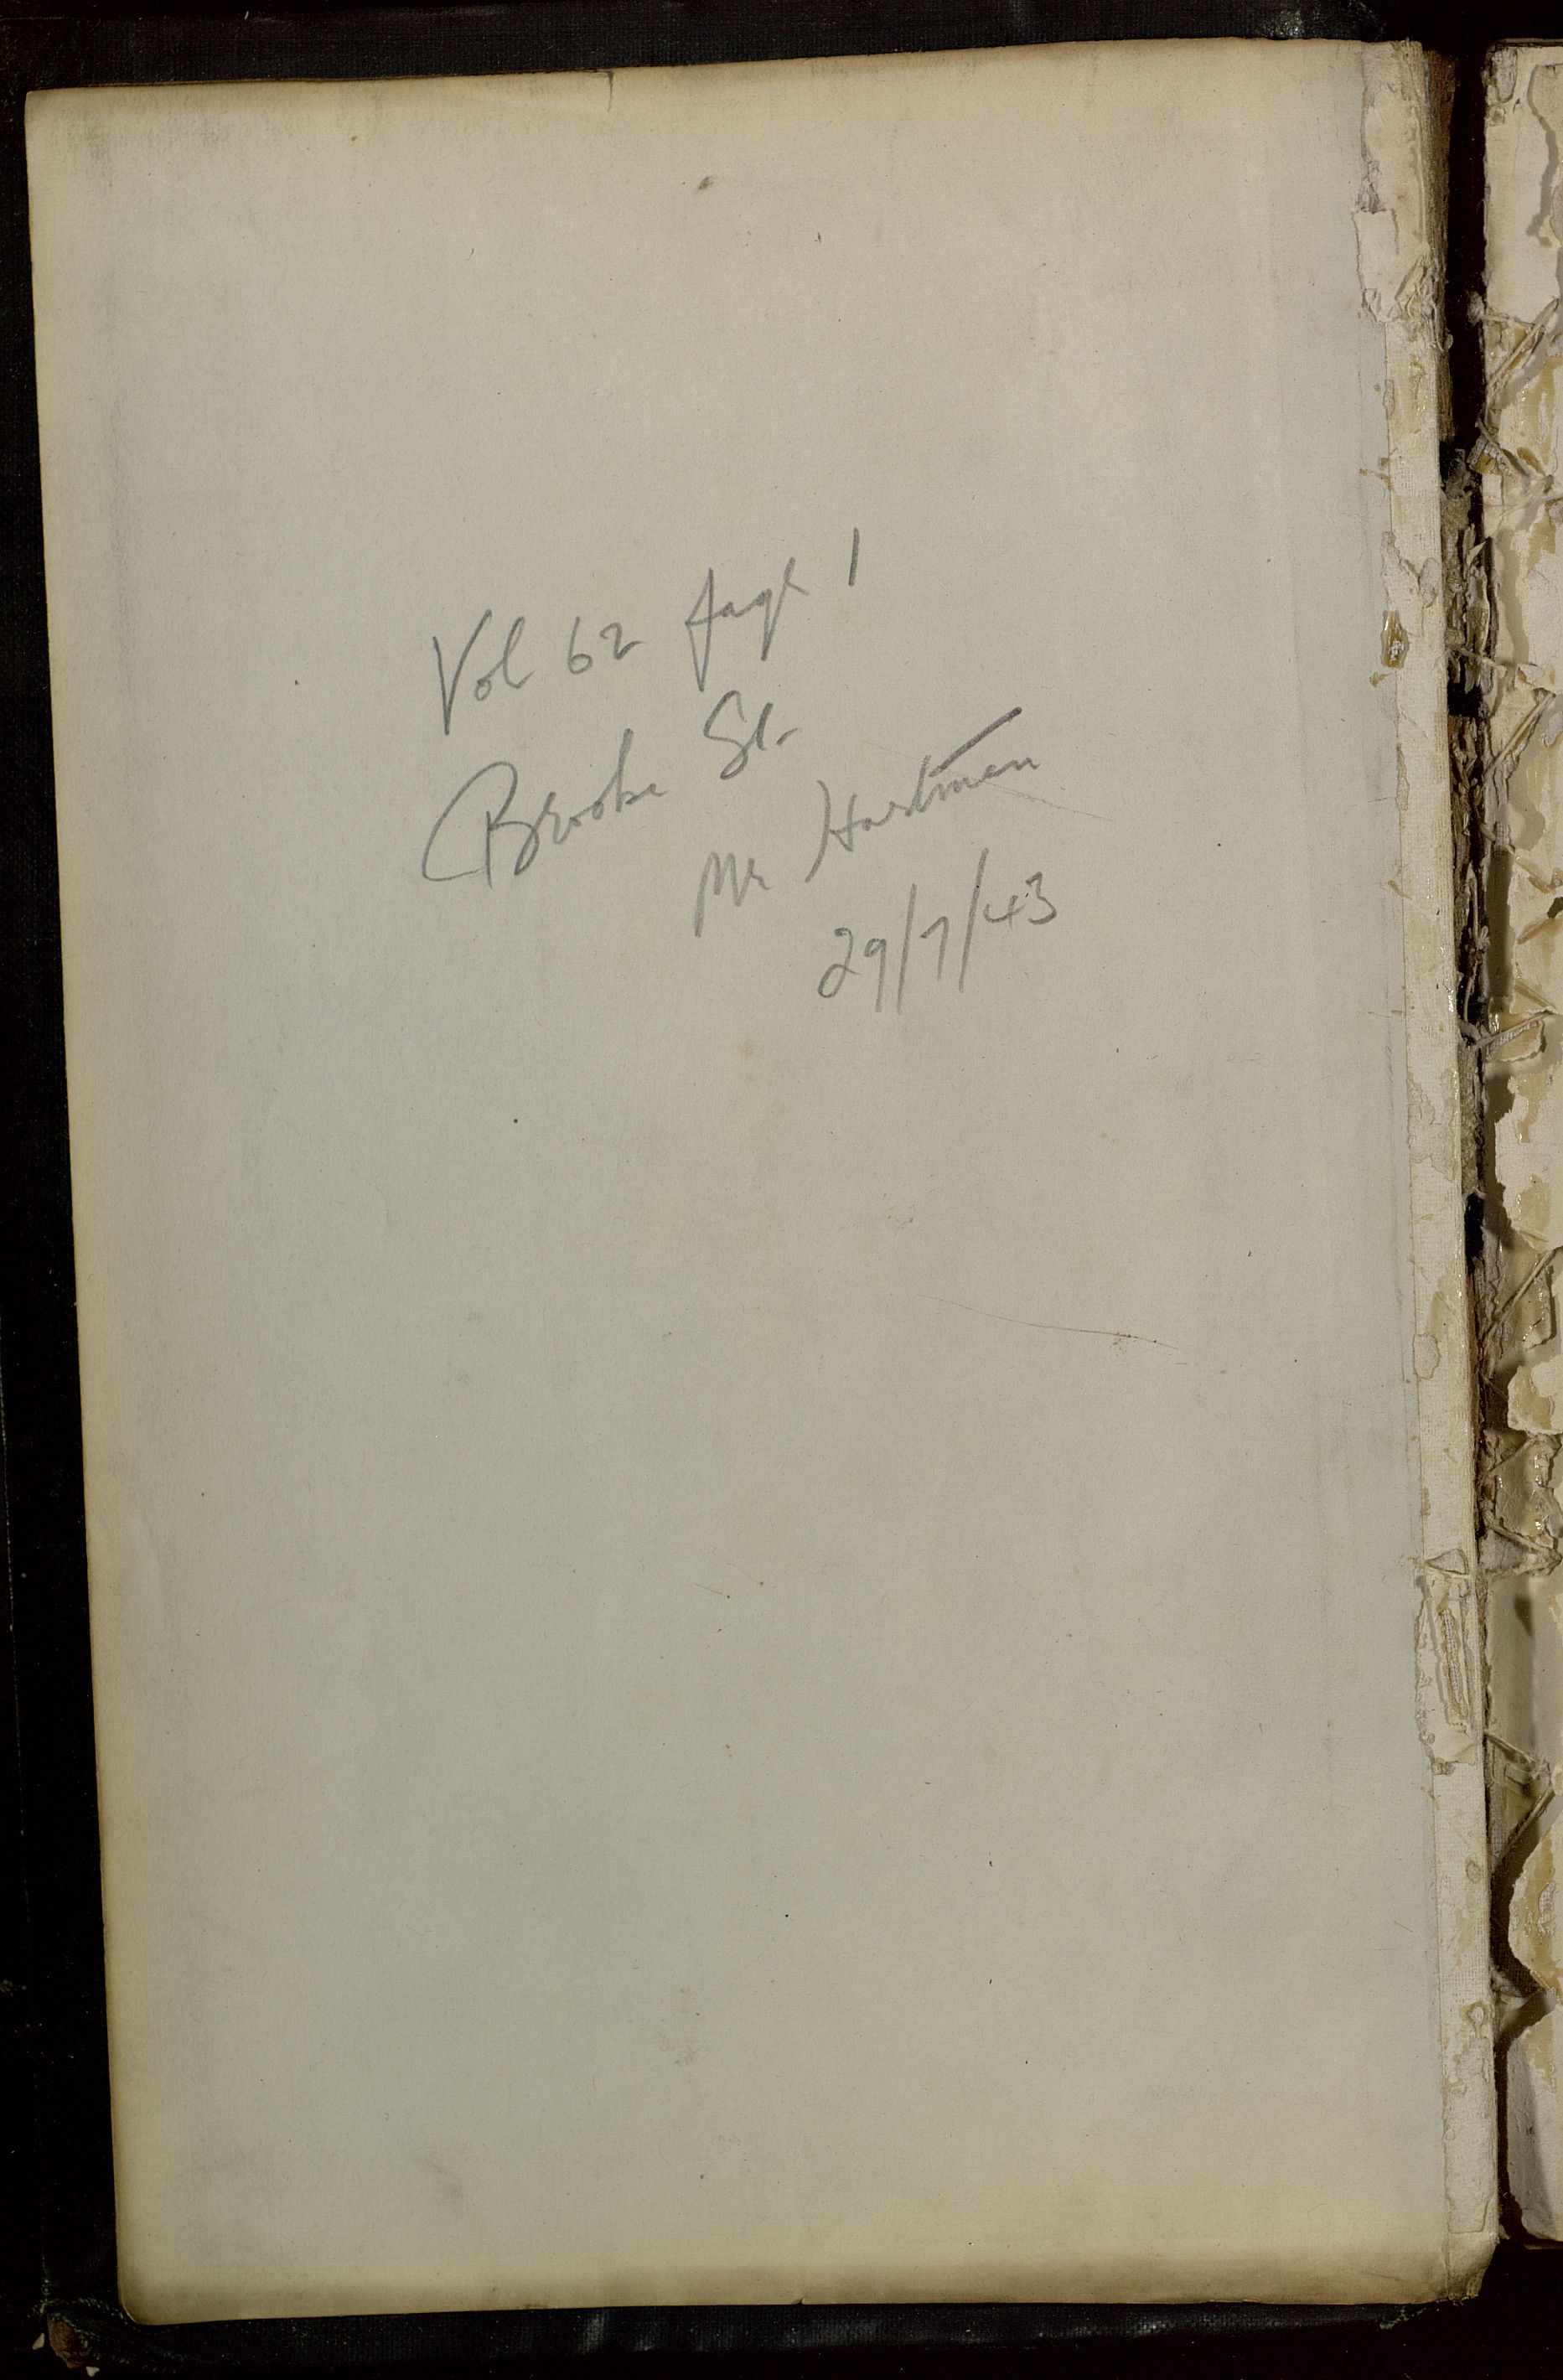 Vol 62 page 1
Brooke St.
Mr Hartman
29/7/43